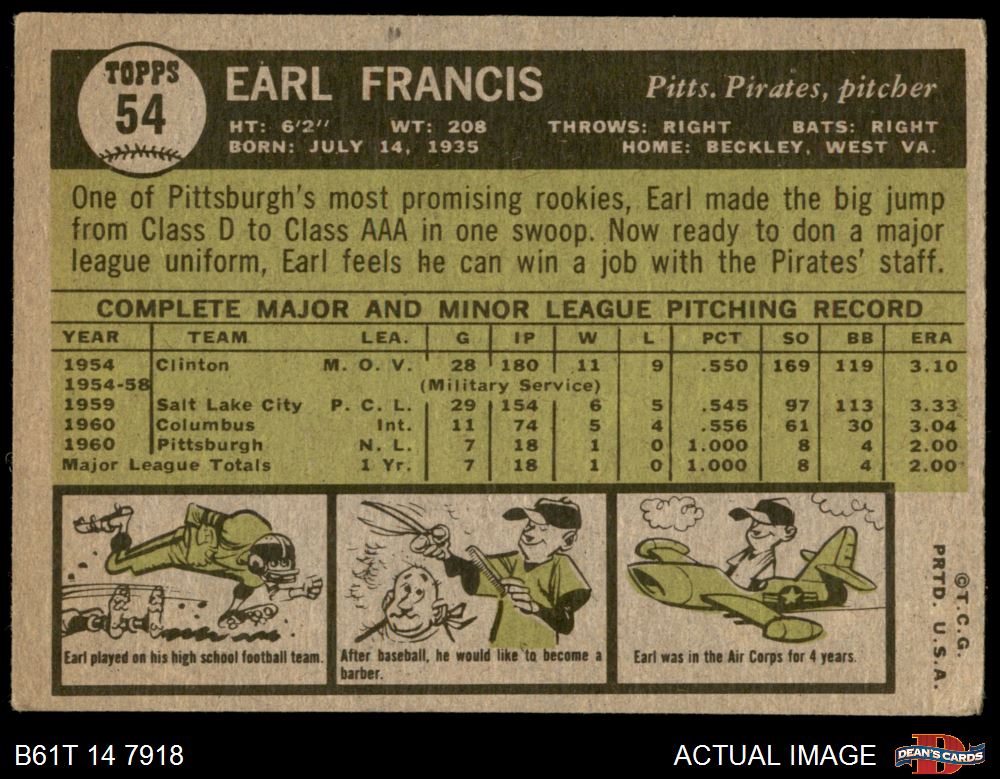 TOPPS
54
EARL FRANCIS
Pitts. Pirates, pitcher
HT: 6'2" WT: 208 THROWS: RIGHT BATS: RIGHT
BORN: JULY 14, 1935 HOME: BECKLEY, WEST VA.
One of Pittsburgh's most promising rookies, Earl made the big jump
from Class D to Class AAA in one swoop. Now ready to don a major
league uniform, Earl feels he can win a job with the Pirates' staff.
COMPLETE MAJOR AND MINOR LEAGUE PITCHING RECORD
YEAR TEAM LEA. G IP W L PCT SO BB ERA
1954 Clinton M. O. V. 28 180 11 9 .550 169 119 3.10
1954-58 (Military Service)
1959 Salt Lake City P. C. L. 29 154 6 5 .545 97 113 3.33
1960 Columbus Int. 11 74 5 4 .556 61 30 3.04
1960 Pittsburgh N. L. 7 18 1 0 1.000 8 4 2.00
Major League Totals 1 Yr. 7 18 1 0 1.000 8 4 2.00
Earl played on his high school football team.
After baseball, he would like to become a
barber.
Earl was in the Air Corps for 4 years.
© T.C.G.
PRTD. U.S.A.
B61T 14 7918
ACTUAL IMAGE
DEAN'S CARDS